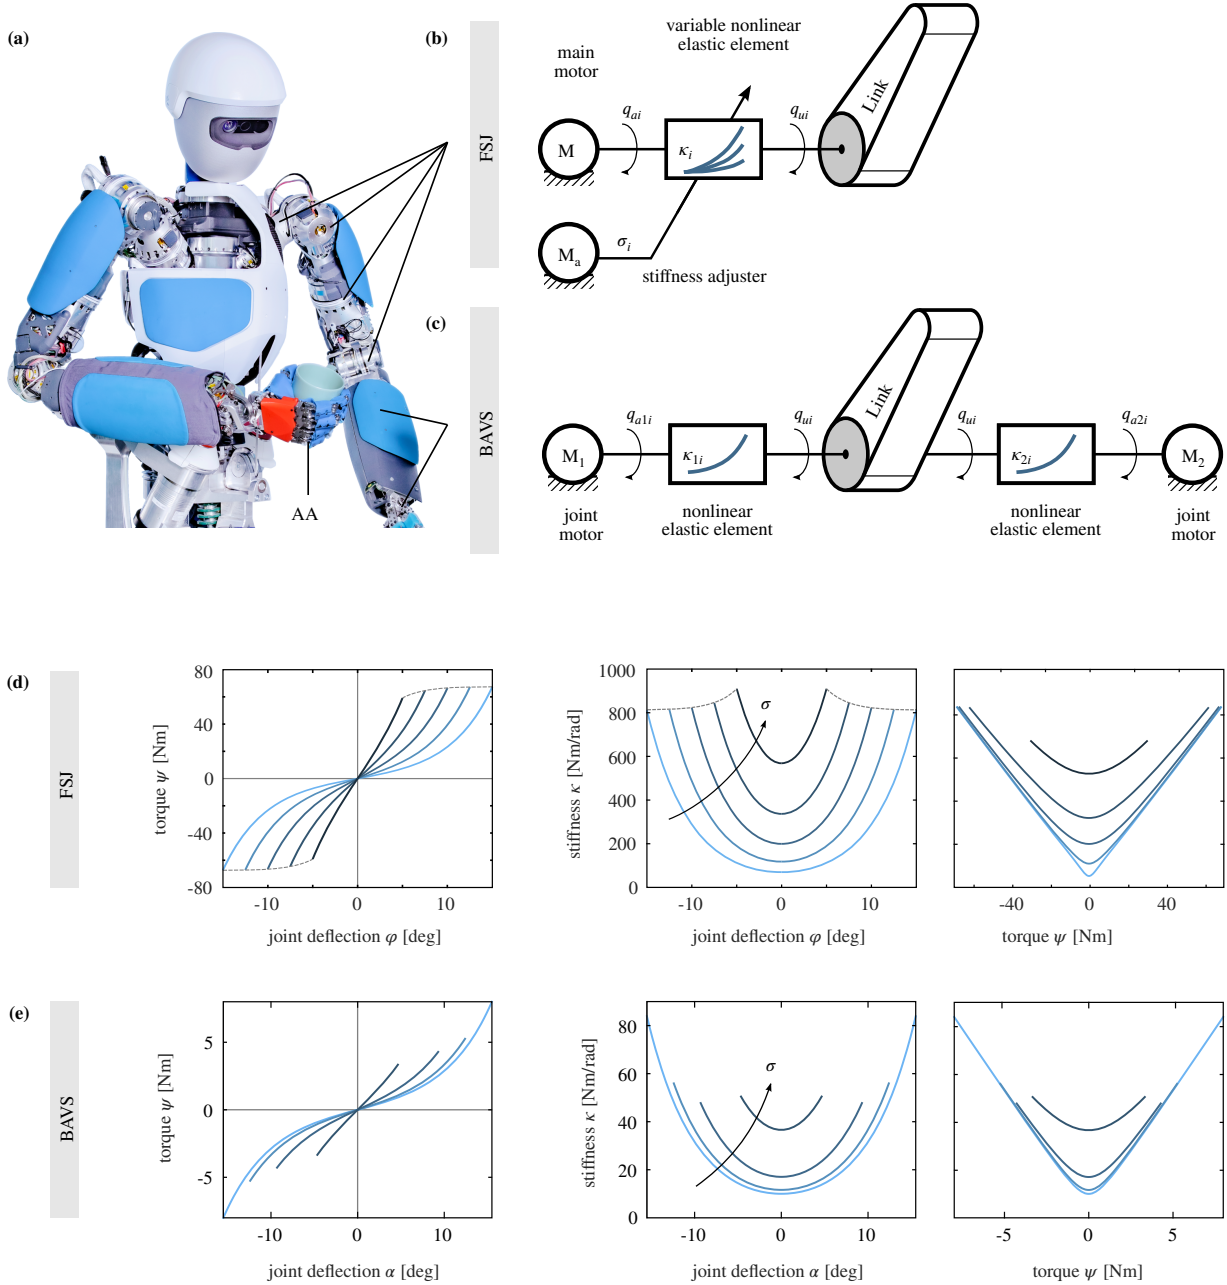 (a)
AA
FSJ
(b)
main
motor
variable nonlinear
elastic element
M
q_ai
κ_i
q_ui
Link
M_a
σ_i
stiffness adjuster
BAVS
(c)
M_1
q_a1i
κ_1i
q_ui
Link
q_ui
κ_2i
q_a2i
M_2
joint
motor
nonlinear
elastic element
nonlinear
elastic element
joint
motor
(d)
FSJ
torque ψ [Nm]
80
40
0
-40
-80
-10
0
10
joint deflection φ [deg]
stiffness κ [Nm/rad]
1000
800
600
400
200
0
σ
-10
0
10
joint deflection φ [deg]
-40
0
40
torque ψ [Nm]
(e)
BAVS
torque ψ [Nm]
5
0
-5
-10
0
10
joint deflection α [deg]
stiffness κ [Nm/rad]
80
60
40
20
0
σ
-10
0
10
joint deflection α [deg]
-5
0
5
torque ψ [Nm]